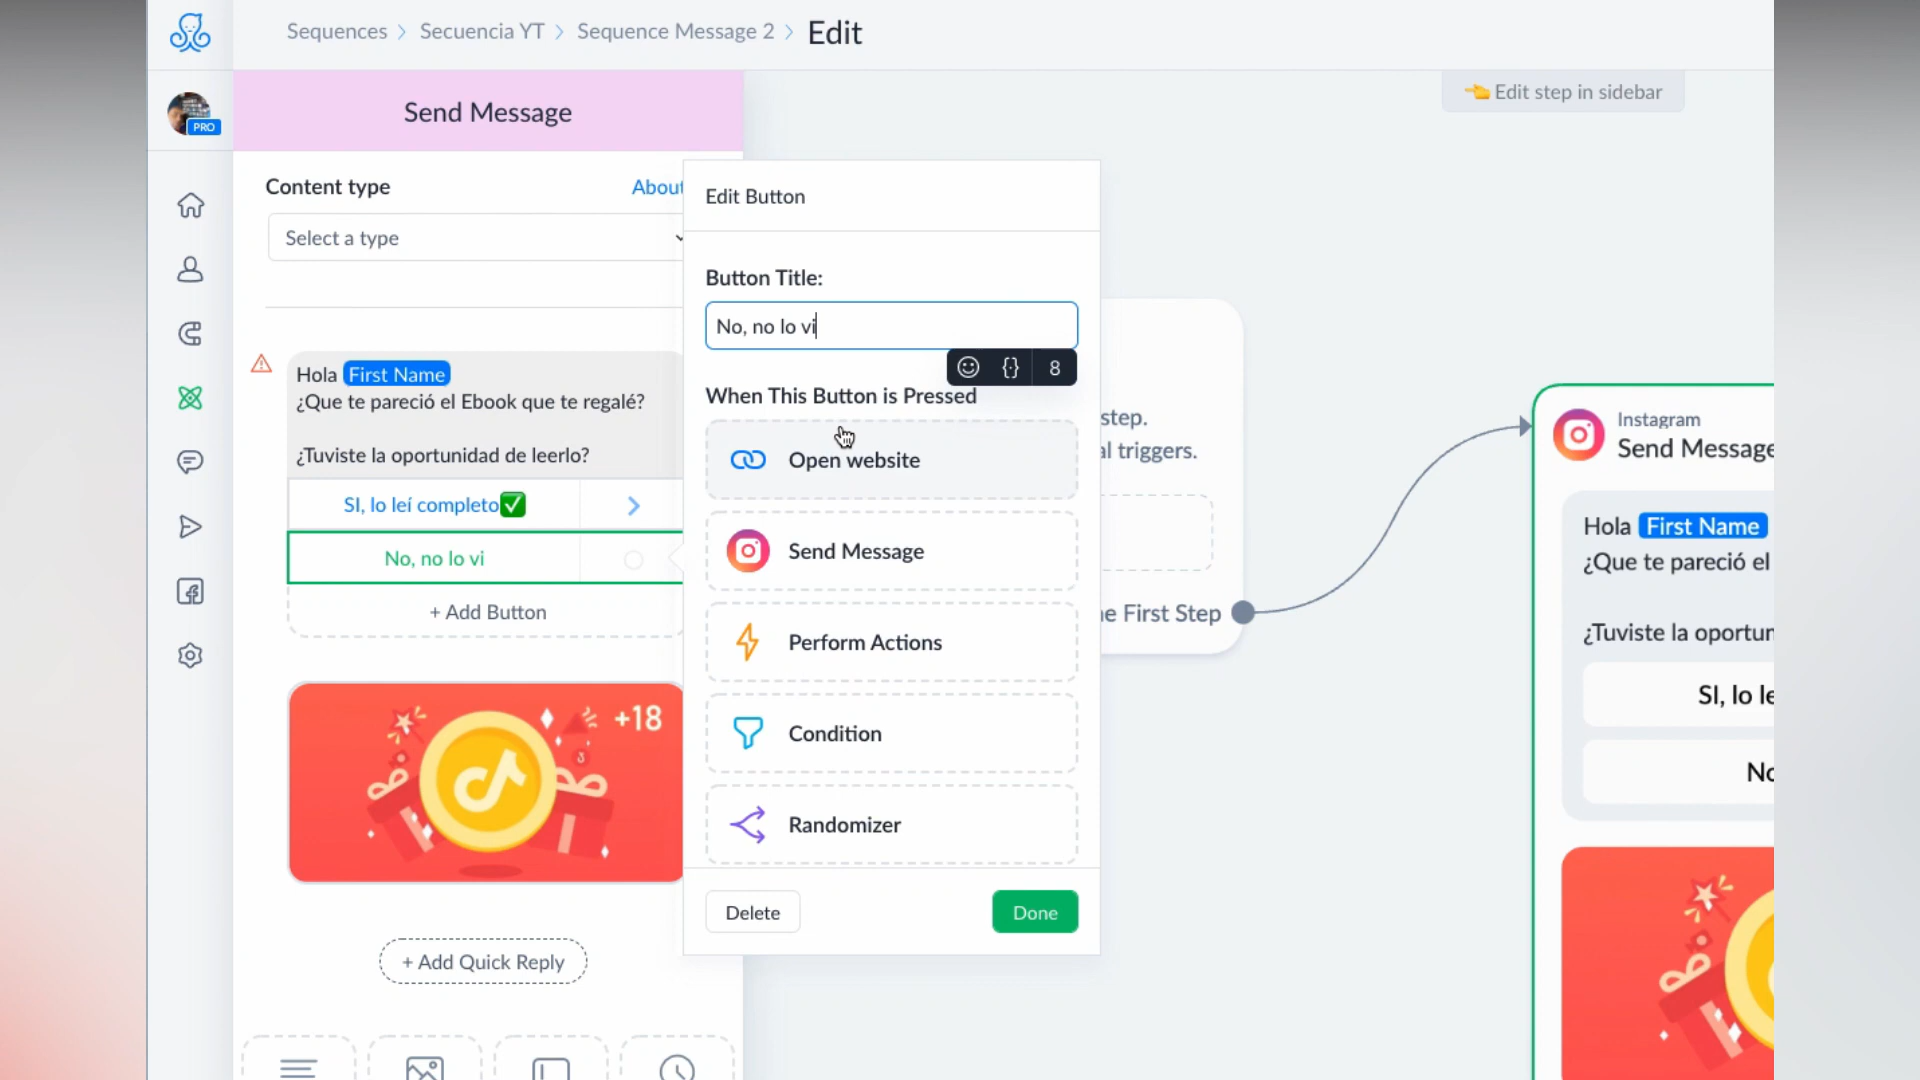 Sequences > Secuencia YT > Sequence Message 2 > Edit
PRO
Send Message
👈 Edit step in sidebar
Content type
About
Select a type
Hola First Name
¿Que te pareció el Ebook que te regalé?
¿Tuviste la oportunidad de leerlo?
SI, lo leí completo✅
No, no lo vi
+ Add Button
+18
+ Add Quick Reply
Edit Button
Button Title:
No, no lo vi
8
When This Button is Pressed
Open website
Send Message
Perform Actions
Condition
Randomizer
Delete
Done
step.
al triggers.
e First Step
Instagram
Send Message
Hola First Name
¿Que te pareció el
¿Tuviste la oportun
SI, lo le
No